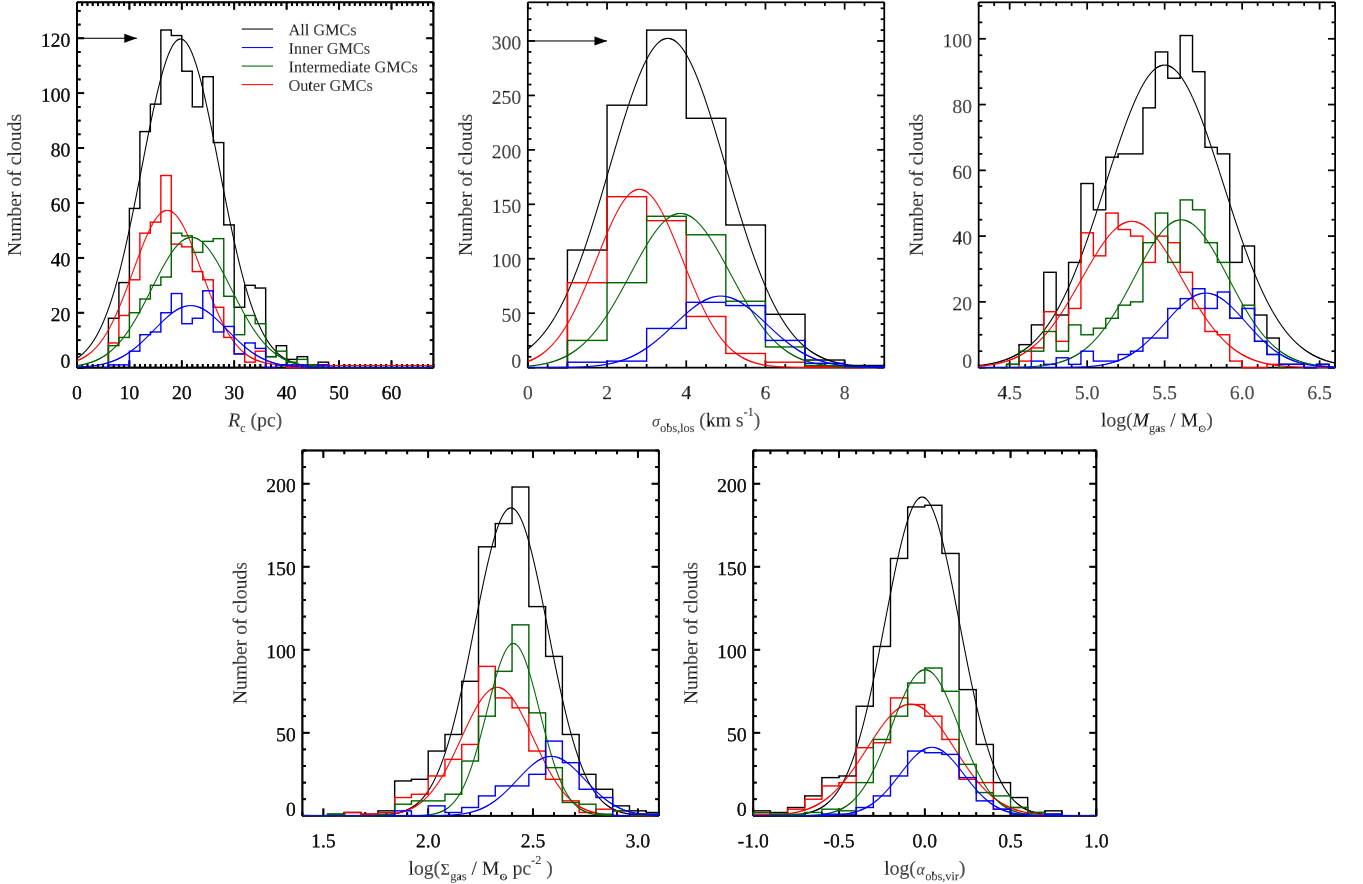 120
100
80
60
40
20
0
Number of clouds
All GMCs
Inner GMCs
Intermediate GMCs
Outer GMCs
0 10 20 30 40 50 60
R_c (pc)
300
250
200
150
100
50
0
Number of clouds
0 2 4 6 8
σ_obs,los (km s^-1)
100
80
60
40
20
0
Number of clouds
4.5 5.0 5.5 6.0 6.5
log(M_gas / M_⊙)
200
150
100
50
0
Number of clouds
1.5 2.0 2.5 3.0
log(Σ_gas / M_⊙ pc^-2 )
200
150
100
50
0
Number of clouds
-1.0 -0.5 0.0 0.5 1.0
log(α_obs,vir)